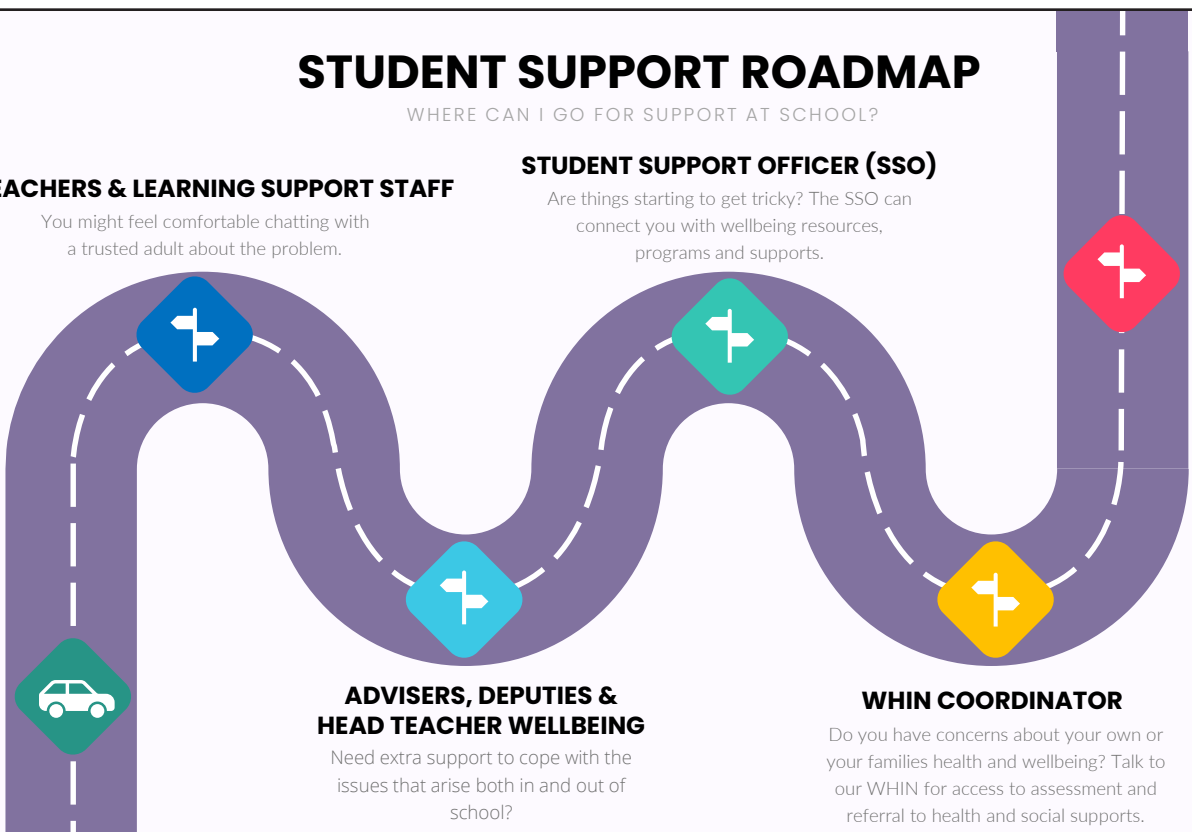 STUDENT SUPPORT ROADMAP
WHERE CAN I GO FOR SUPPORT AT SCHOOL?
EACHERS & LEARNING SUPPORT STAFF
You might feel comfortable chatting with
a trusted adult about the problem.
STUDENT SUPPORT OFFICER (SSO)
Are things starting to get tricky? The SSO can
connect you with wellbeing resources,
programs and supports.
ADVISERS, DEPUTIES &
HEAD TEACHER WELLBEING
Need extra support to cope with the
issues that arise both in and out of
school?
WHIN COORDINATOR
Do you have concerns about your own or
your families health and wellbeing? Talk to
our WHIN for access to assessment and
referral to health and social supports.